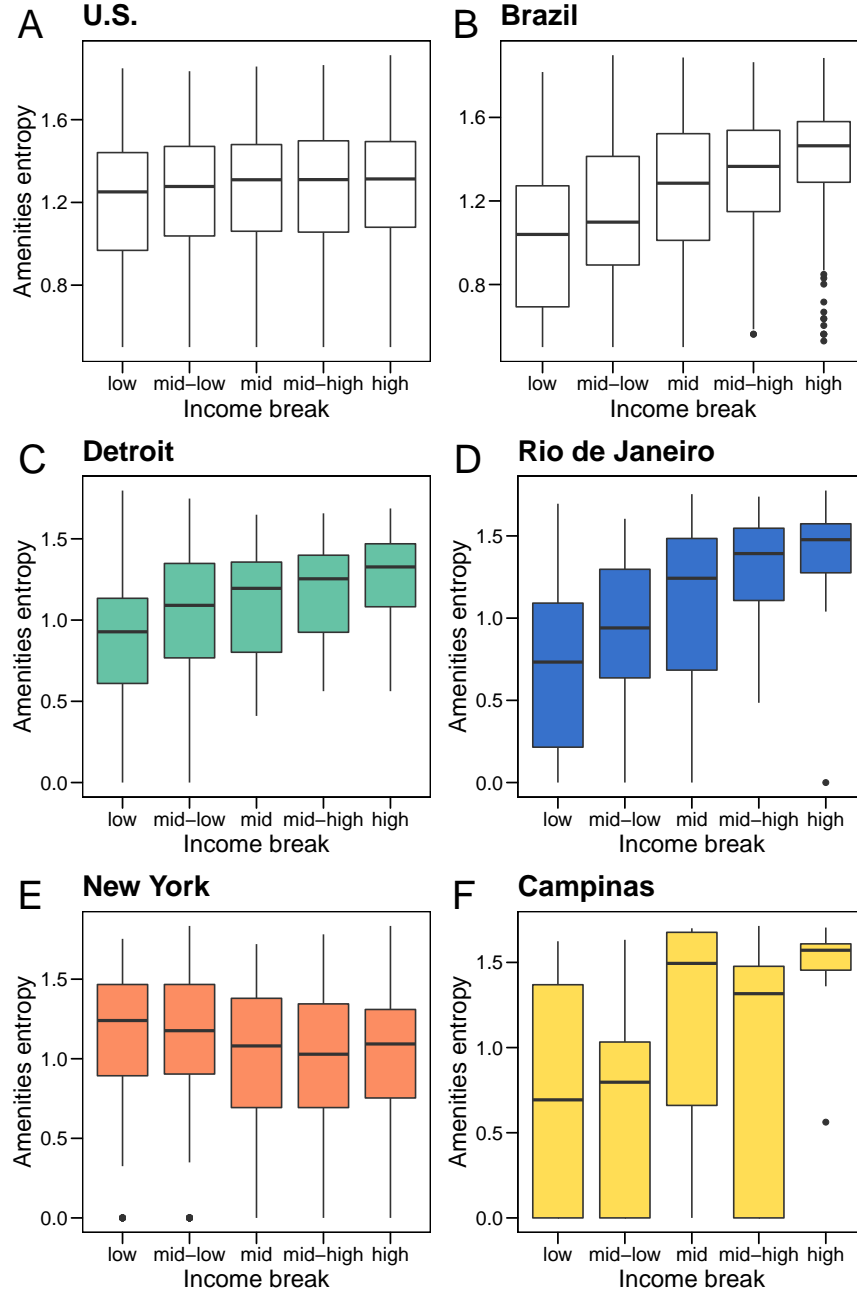 A U.S.
Amenities entropy
1.6
1.2
0.8
low mid−low mid mid−high high
Income break
B Brazil
1.6
1.2
0.8
low mid−low mid mid−high high
Income break
C Detroit
Amenities entropy
1.5
1.0
0.5
0.0
low mid−low mid mid−high high
Income break
D Rio de Janeiro
Amenities entropy
1.5
1.0
0.5
0.0
low mid−low mid mid−high high
Income break
E New York
Amenities entropy
1.5
1.0
0.5
0.0
low mid−low mid mid−high high
Income break
F Campinas
Amenities entropy
1.5
1.0
0.5
0.0
low mid−low mid mid−high high
Income break